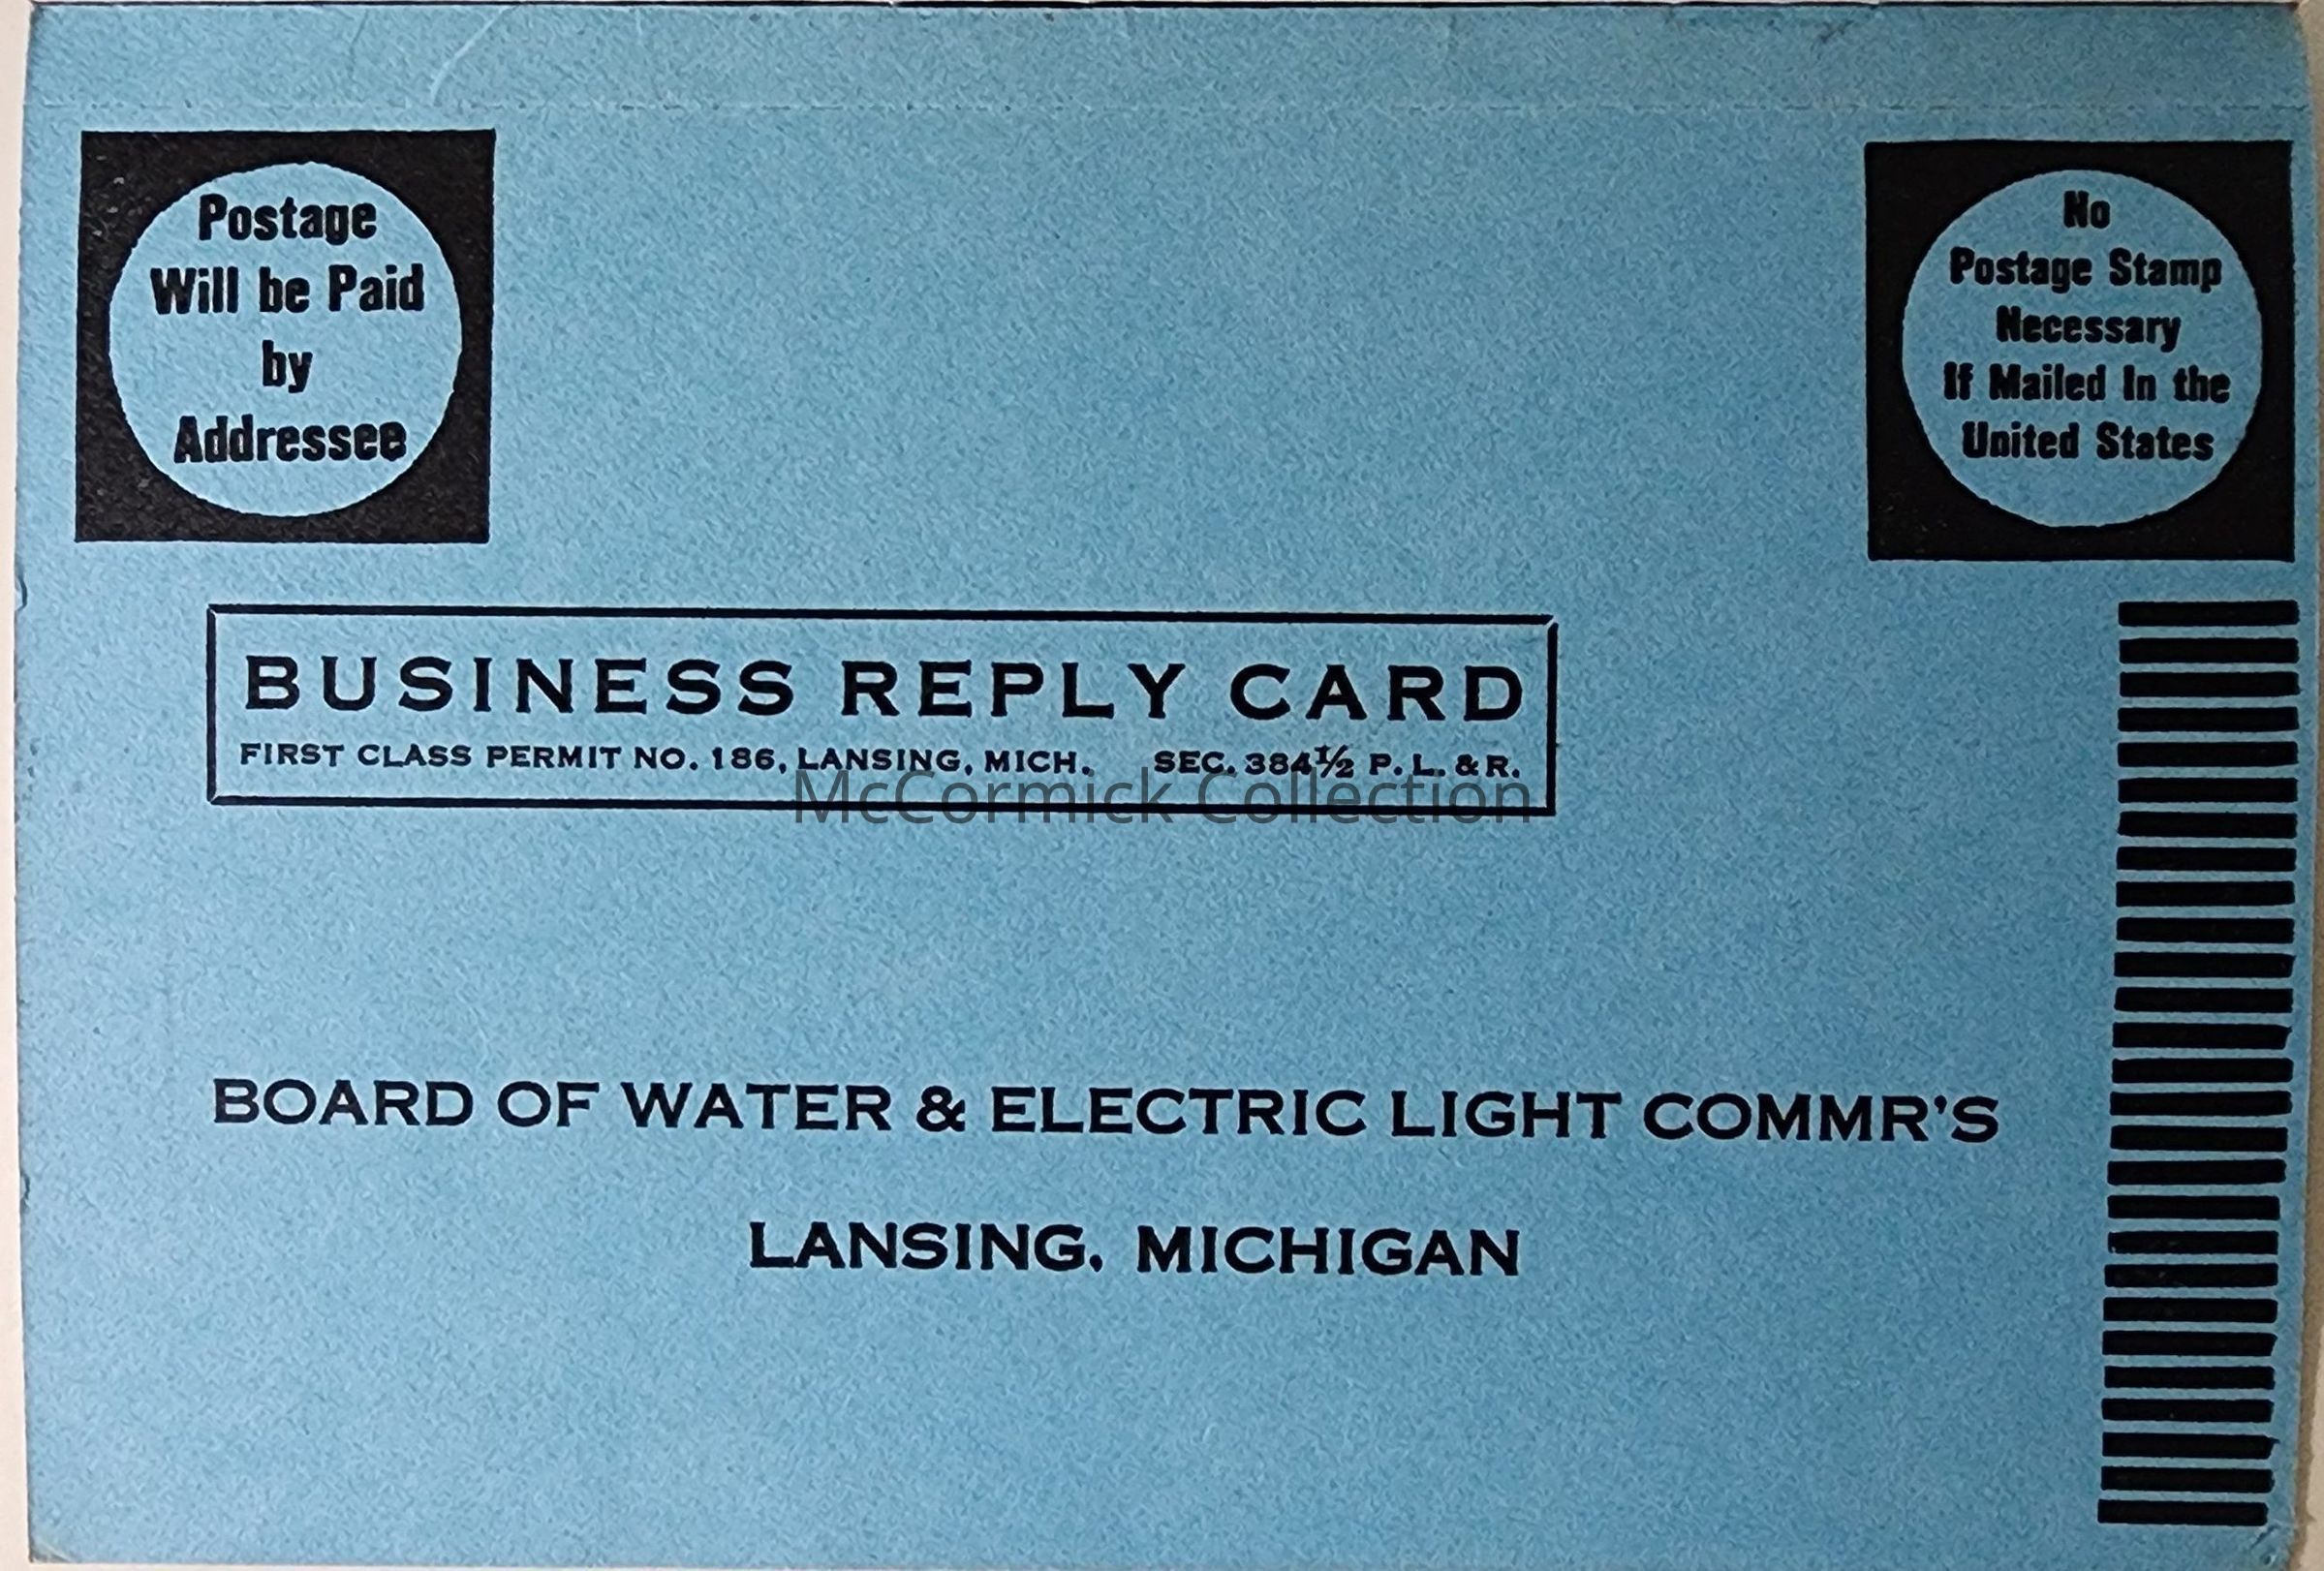 Postage
Will be Paid
by
Addressee
No
Postage Stamp
Necessary
If Mailed In the
United States
BUSINESS REPLY CARD
FIRST CLASS PERMIT NO. 186, LANSING, MICH. SEC. 384½ P. L. & R.
McCormick Collection
BOARD OF WATER & ELECTRIC LIGHT COMMR'S
LANSING, MICHIGAN